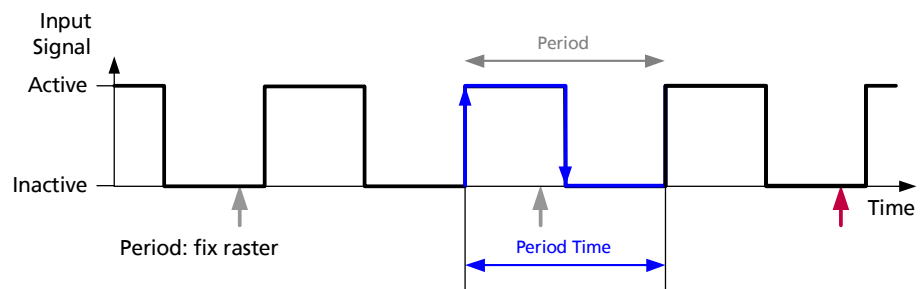 Input
Signal
Period
Active
Inactive
Time
Period: fix raster
Period Time